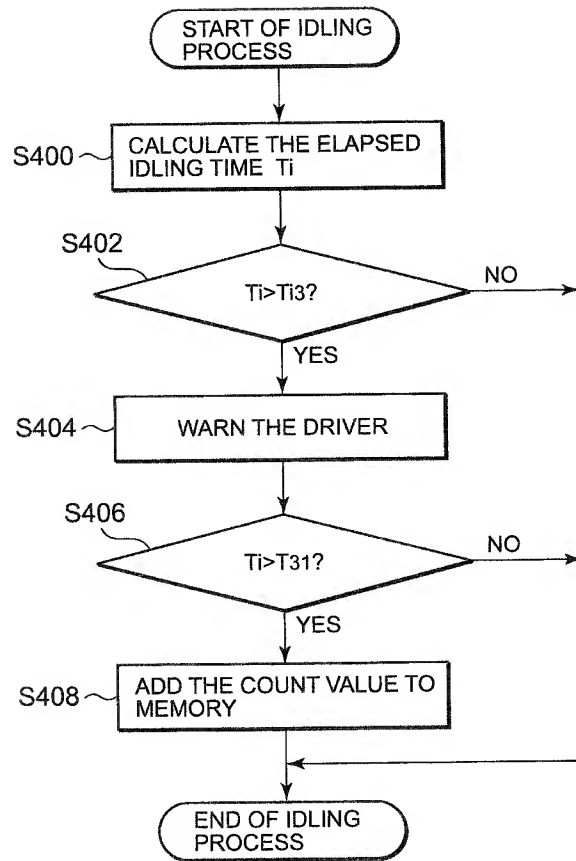 START OF IDLING
PROCESS
S400
CALCULATE THE ELAPSED
IDLING TIME Ti
S402
Ti>Ti3?
NO
YES
S404
WARN THE DRIVER
S406
Ti>T31?
NO
YES
S408
ADD THE COUNT VALUE TO
MEMORY
END OF IDLING
PROCESS